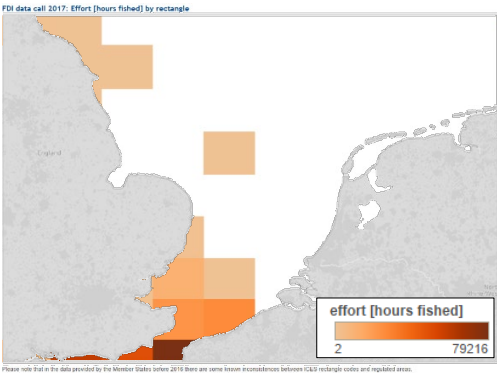 FDI data call 2017: Effort [hours fished] by rectangle
England
effort [hours fished]
2 79216
Please note that in the data provided by the Member States before 2016 there are some known inconsistences between ICES rectangle codes and regulated areas.